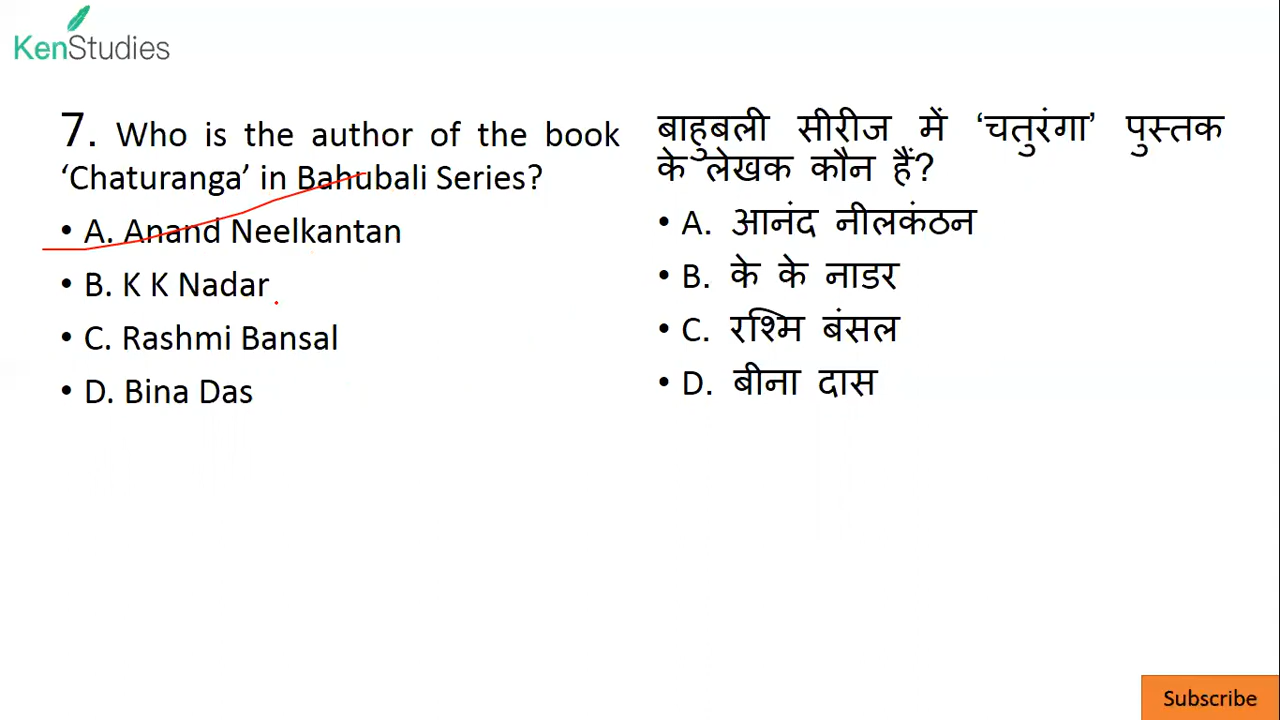 KenStudies
7. Who is the author of the book
‘Chaturanga’ in Bahubali Series?
• A. Anand Neelkantan
• B. K K Nadar
• C. Rashmi Bansal
• D. Bina Das
बाहुबली सीरीज में ‘चतुरंगा’ पुस्तक
के लेखक कौन हैं?
• A. आनंद नीलकंठन
• B. के के नाडर
• C. रश्मि बंसल
• D. बीना दास
Subscribe